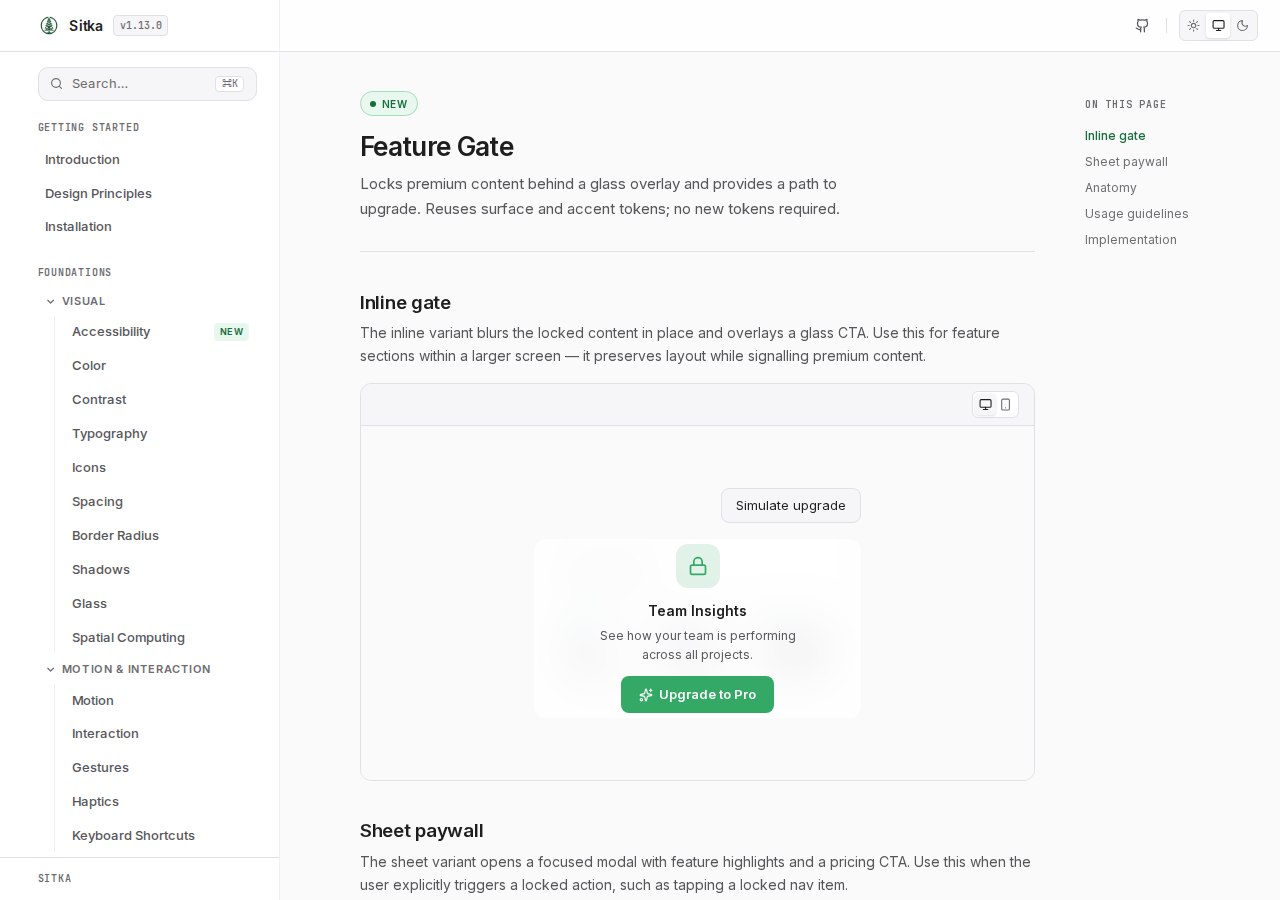 Sitka
v1.13.0
Search...
⌘K
GETTING STARTED
Introduction
Design Principles
Installation
FOUNDATIONS
VISUAL
Accessibility
NEW
Color
Contrast
Typography
Icons
Spacing
Border Radius
Shadows
Glass
Spatial Computing
MOTION & INTERACTION
Motion
Interaction
Gestures
Haptics
Keyboard Shortcuts
SITKA
NEW
Feature Gate
Locks premium content behind a glass overlay and provides a path to
upgrade. Reuses surface and accent tokens; no new tokens required.
Inline gate
The inline variant blurs the locked content in place and overlays a glass CTA. Use this for feature
sections within a larger screen — it preserves layout while signalling premium content.
Simulate upgrade
Team Insights
See how your team is performing
across all projects.
Upgrade to Pro
Sheet paywall
The sheet variant opens a focused modal with feature highlights and a pricing CTA. Use this when the
user explicitly triggers a locked action, such as tapping a locked nav item.
ON THIS PAGE
Inline gate
Sheet paywall
Anatomy
Usage guidelines
Implementation